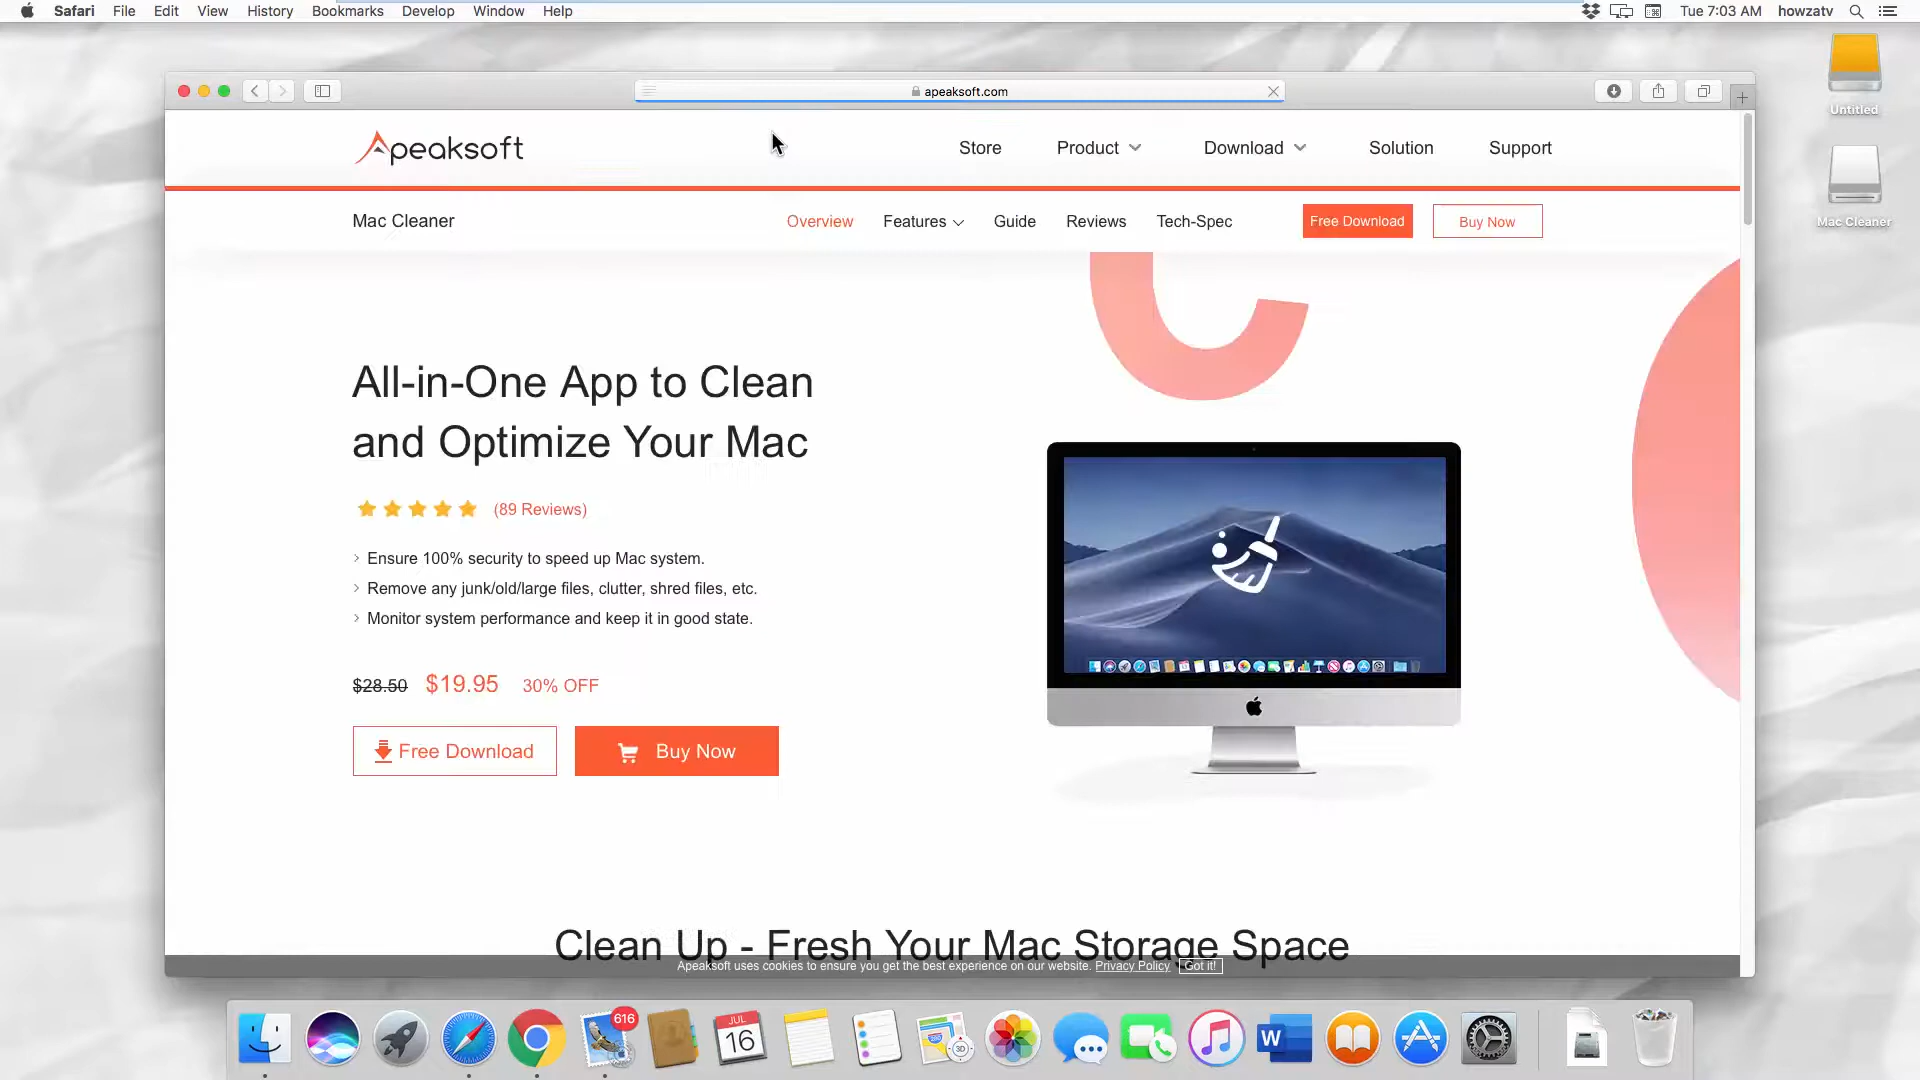 Safari File Edit View History Bookmarks Develop Window Help
Tue 7:03 AM howzatv
Untitled
Mac Cleaner
apeaksoft.com
Apeaksoft
Store Product Download Solution Support
Mac Cleaner
Overview Features Guide Reviews Tech-Spec
Free Download Buy Now
All-in-One App to Clean
and Optimize Your Mac
(89 Reviews)
Ensure 100% security to speed up Mac system.
Remove any junk/old/large files, clutter, shred files, etc.
Monitor system performance and keep it in good state.
$28.50 $19.95 30% OFF
Free Download Buy Now
Clean Up - Fresh Your Mac Storage Space
Apeaksoft uses cookies to ensure you get the best experience on our website. Privacy Policy Got it!
616
JUL
16
3D
W